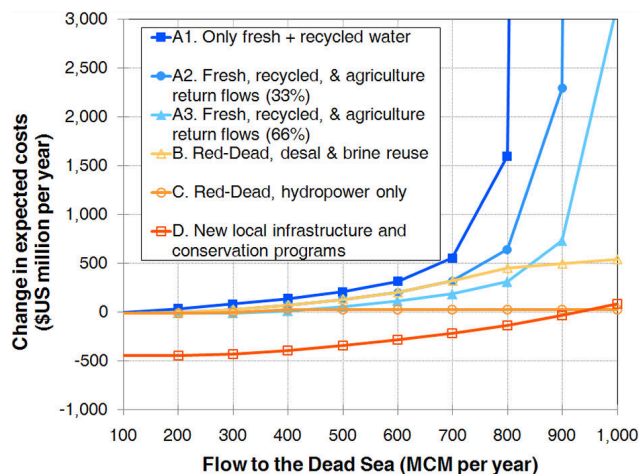 3,000
2,500
2,000
1,500
1,000
500
0
-500
-1,000
Change in expected costs
($US million per year)
A1. Only fresh + recycled water
A2. Fresh, recycled, & agriculture
return flows (33%)
A3. Fresh, recycled, & agriculture
return flows (66%)
B. Red-Dead, desal & brine reuse
C. Red-Dead, hydropower only
D. New local infrastructure and
conservation programs
100 200 300 400 500 600 700 800 900 1,000
Flow to the Dead Sea (MCM per year)